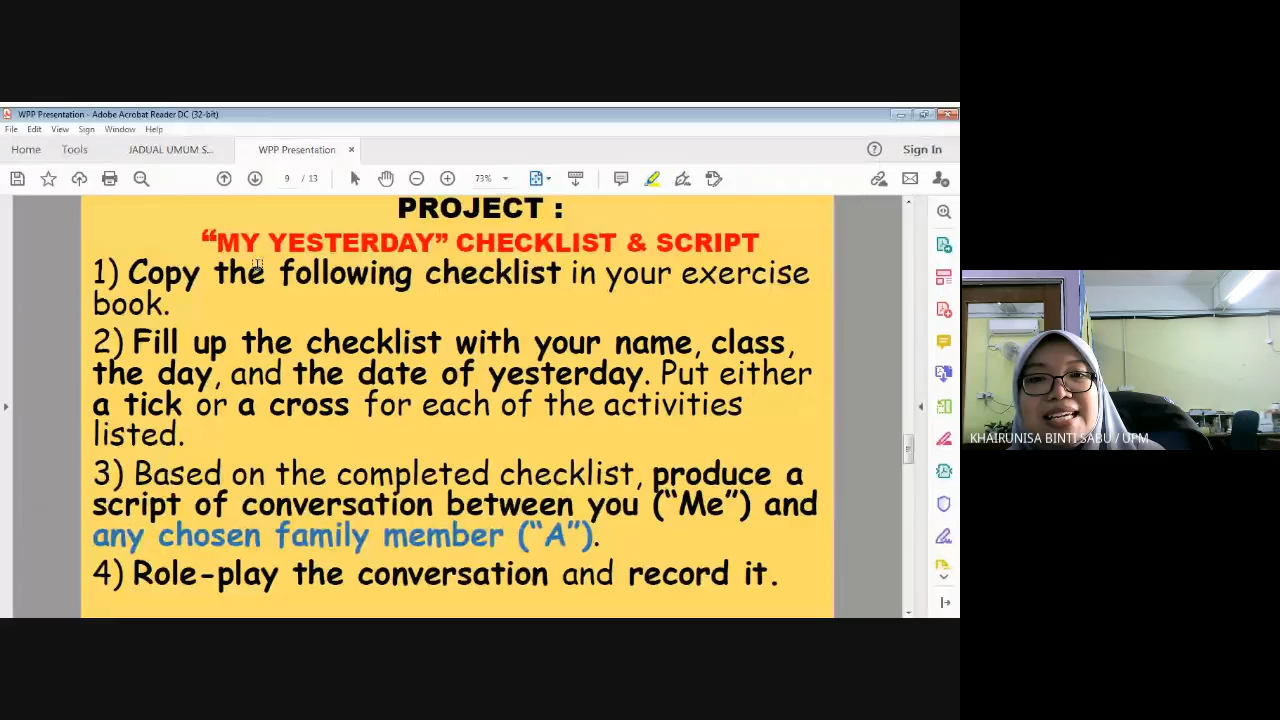 WPP Presentation - Adobe Acrobat Reader DC (32-bit)
File Edit View Sign Window Help
Home Tools JADUAL UMUM S... WPP Presentation × Sign In
9 / 13 73%
PROJECT :
“MY YESTERDAY” CHECKLIST & SCRIPT
1) Copy the following checklist in your exercise
book.
2) Fill up the checklist with your name, class,
the day, and the date of yesterday. Put either
a tick or a cross for each of the activities
listed.
3) Based on the completed checklist, produce a
script of conversation between you (“Me”) and
any chosen family member (“A”).
4) Role-play the conversation and record it.
KHAIRUNISA BINTI SABU / UPM